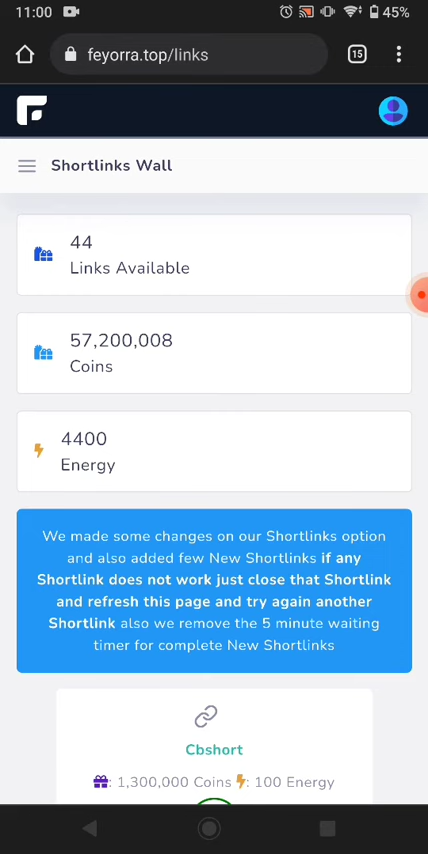 11:00 45%
feyorra.top/links 15
Shortlinks Wall
44
Links Available
57,200,008
Coins
4400
Energy
We made some changes on our Shortlinks option
and also added few New Shortlinks if any
Shortlink does not work just close that Shortlink
and refresh this page and try again another
Shortlink also we remove the 5 minute waiting
timer for complete New Shortlinks
Cbshort
: 1,300,000 Coins : 100 Energy